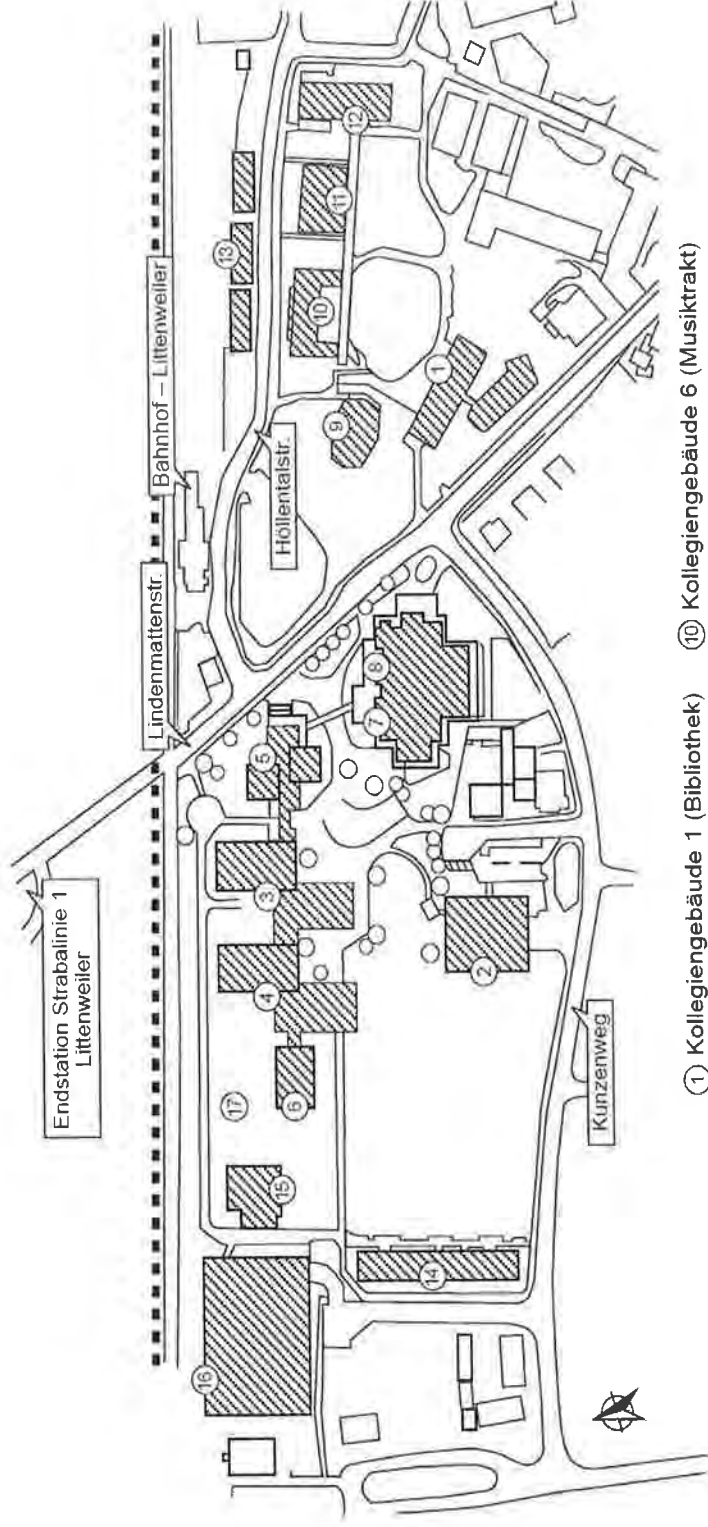 Endstation Strabalinie 1
Littenweiler
Lindenmattenstr.
Bahnhof – Littenweiler
Höllentalstr.
Kunzenweg
16
15
17
6
4
3
5
7
8
9
10
11
12
13
1
2
14
① Kollegiengebäude 1 (Bibliothek)
⑩ Kollegiengebäude 6 (Musiktrakt)